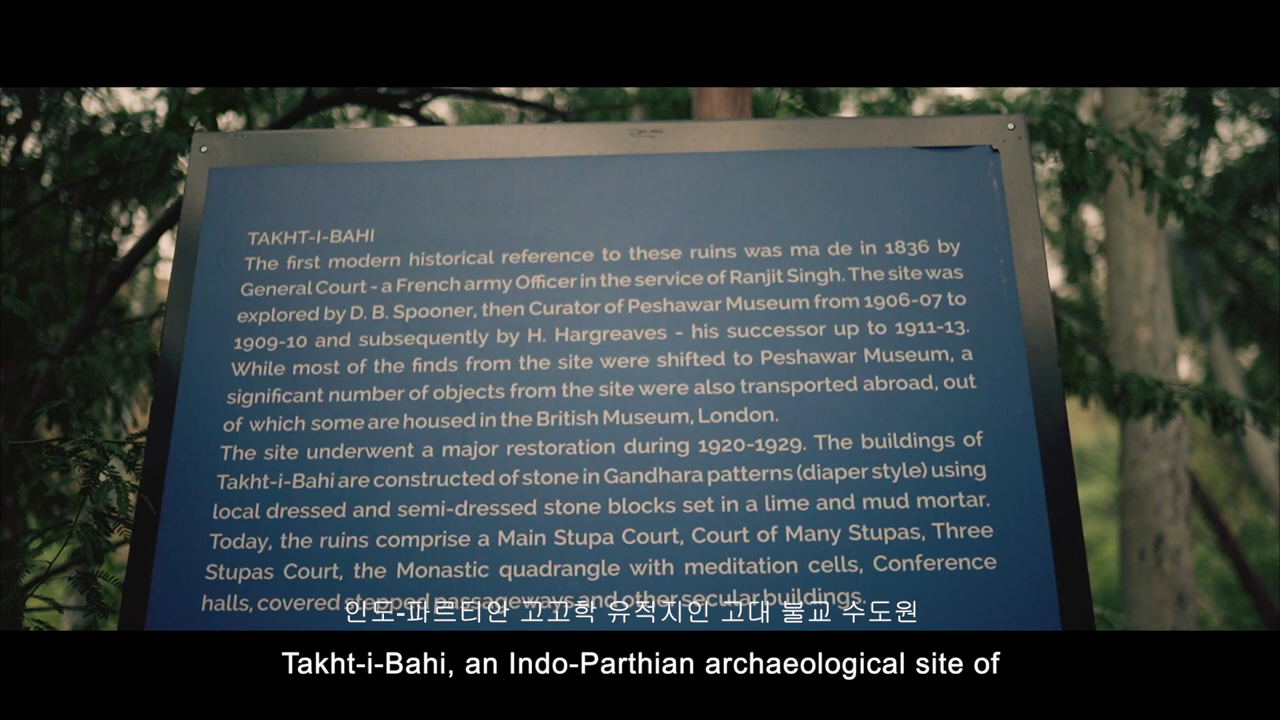 TAKHT-I-BAHI
The first modern historical reference to these ruins was ma de in 1836 by
General Court - a French army Officer in the service of Ranjit Singh. The site was
explored by D. B. Spooner, then Curator of Peshawar Museum from 1906-07 to
1909-10 and subsequently by H. Hargreaves - his successor up to 1911-13.
While most of the finds from the site were shifted to Peshawar Museum, a
significant number of objects from the site were also transported abroad, out
of which some are housed in the British Museum, London.
The site underwent a major restoration during 1920-1929. The buildings of
Takht-i-Bahi are constructed of stone in Gandhara patterns (diaper style) using
local dressed and semi-dressed stone blocks set in a lime and mud mortar.
Today, the ruins comprise a Main Stupa Court, Court of Many Stupas, Three
Stupas Court, the Monastic quadrangle with meditation cells, Conference
halls, covered stepped passageways and other secular buildings.
인도-파르티안 고고학 유적지인 고대 불교 수도원
Takht-i-Bahi, an Indo-Parthian archaeological site of